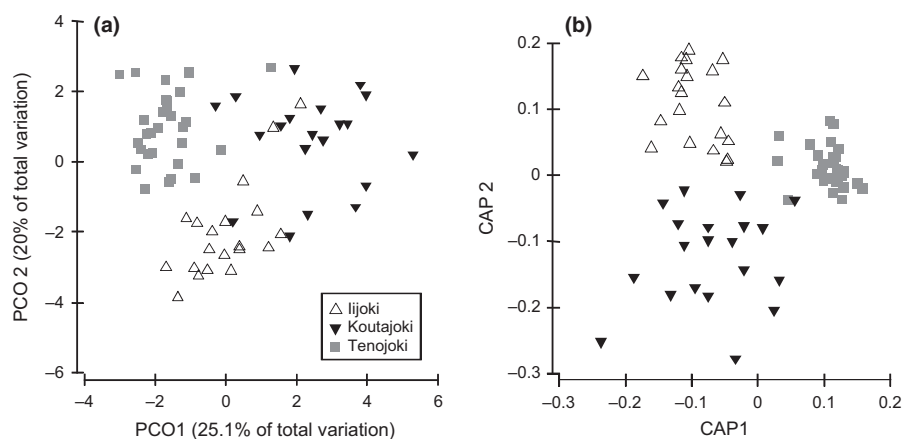 (a)
4
2
0
–2
–4
–6
PCO 2 (20% of total variation)
–4
–2
0
2
4
6
PCO1 (25.1% of total variation)
Iijoki
Koutajoki
Tenojoki
(b)
0.2
0.1
0
–0.1
–0.2
–0.3
CAP 2
–0.3
–0.2
–0.1
0
0.1
0.2
CAP1